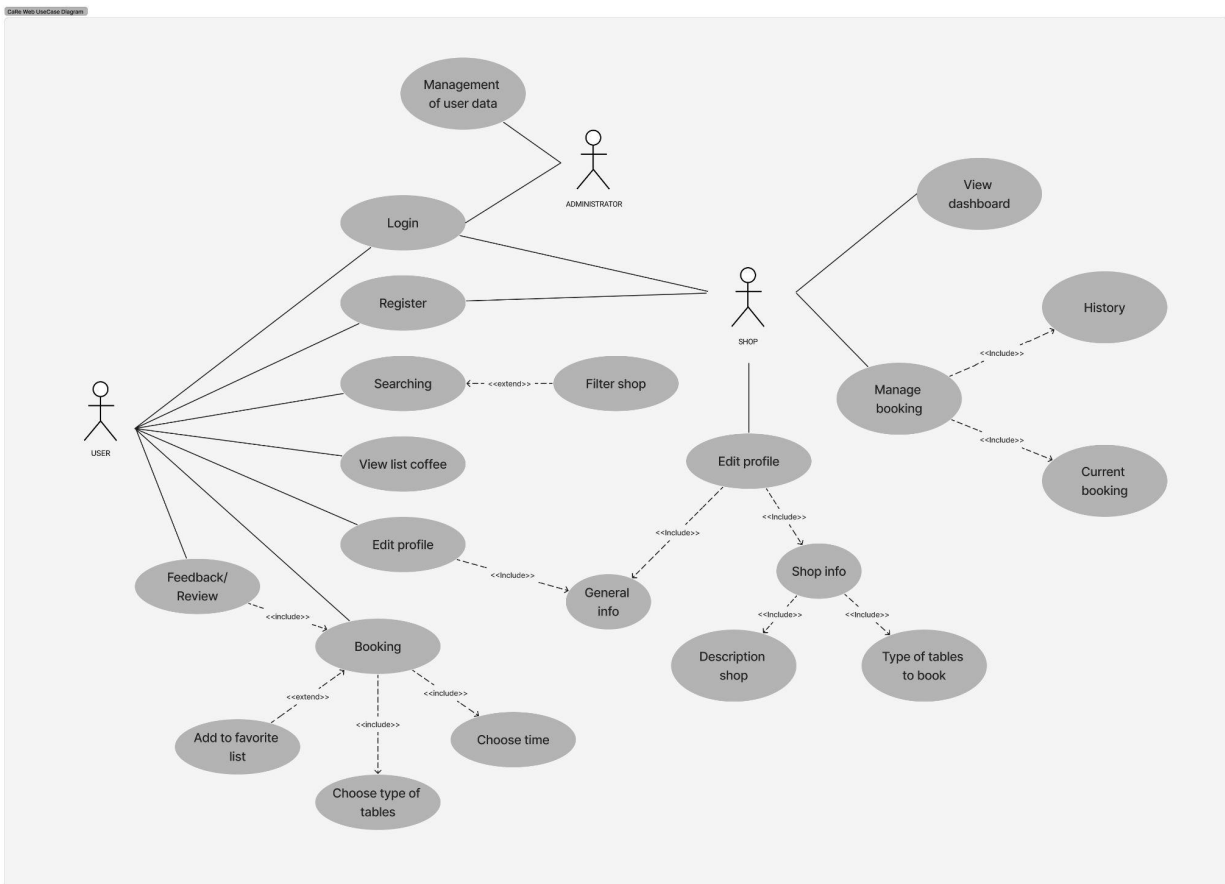 CaRe Web UseCase Diagram
Management
of user data
ADMINISTRATOR
View
dashboard
Login
Register
SHOP
History
<<Include>>
Searching
<<extend>>
Filter shop
Manage
booking
USER
<<Include>>
View list coffee
Edit profile
Current
booking
<<Include>>
<<Include>>
Edit profile
<<Include>>
Shop info
Feedback/
Review
General
info
<<include>>
<<Include>>
<<Include>>
Booking
Description
shop
Type of tables
to book
<<extend>>
<<include>>
<<include>>
Add to favorite
list
Choose time
Choose type of
tables